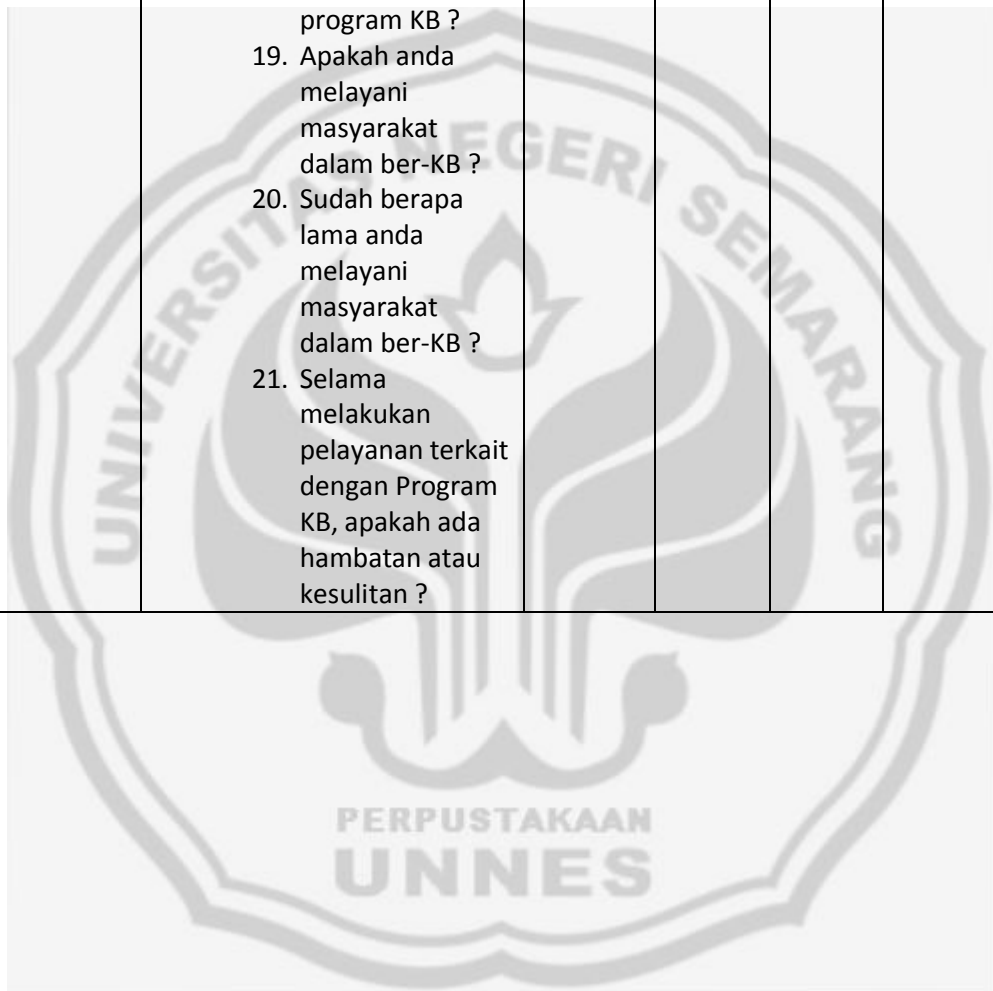 program KB ?
19. Apakah anda
melayani
masyarakat
dalam ber-KB ?
20. Sudah berapa
lama anda
melayani
masyarakat
dalam ber-KB ?
21. Selama
melakukan
pelayanan terkait
dengan Program
KB, apakah ada
hambatan atau
kesulitan ?
UNIVERSITAS NEGERI SEMARANG
PERPUSTAKAAN
UNNES